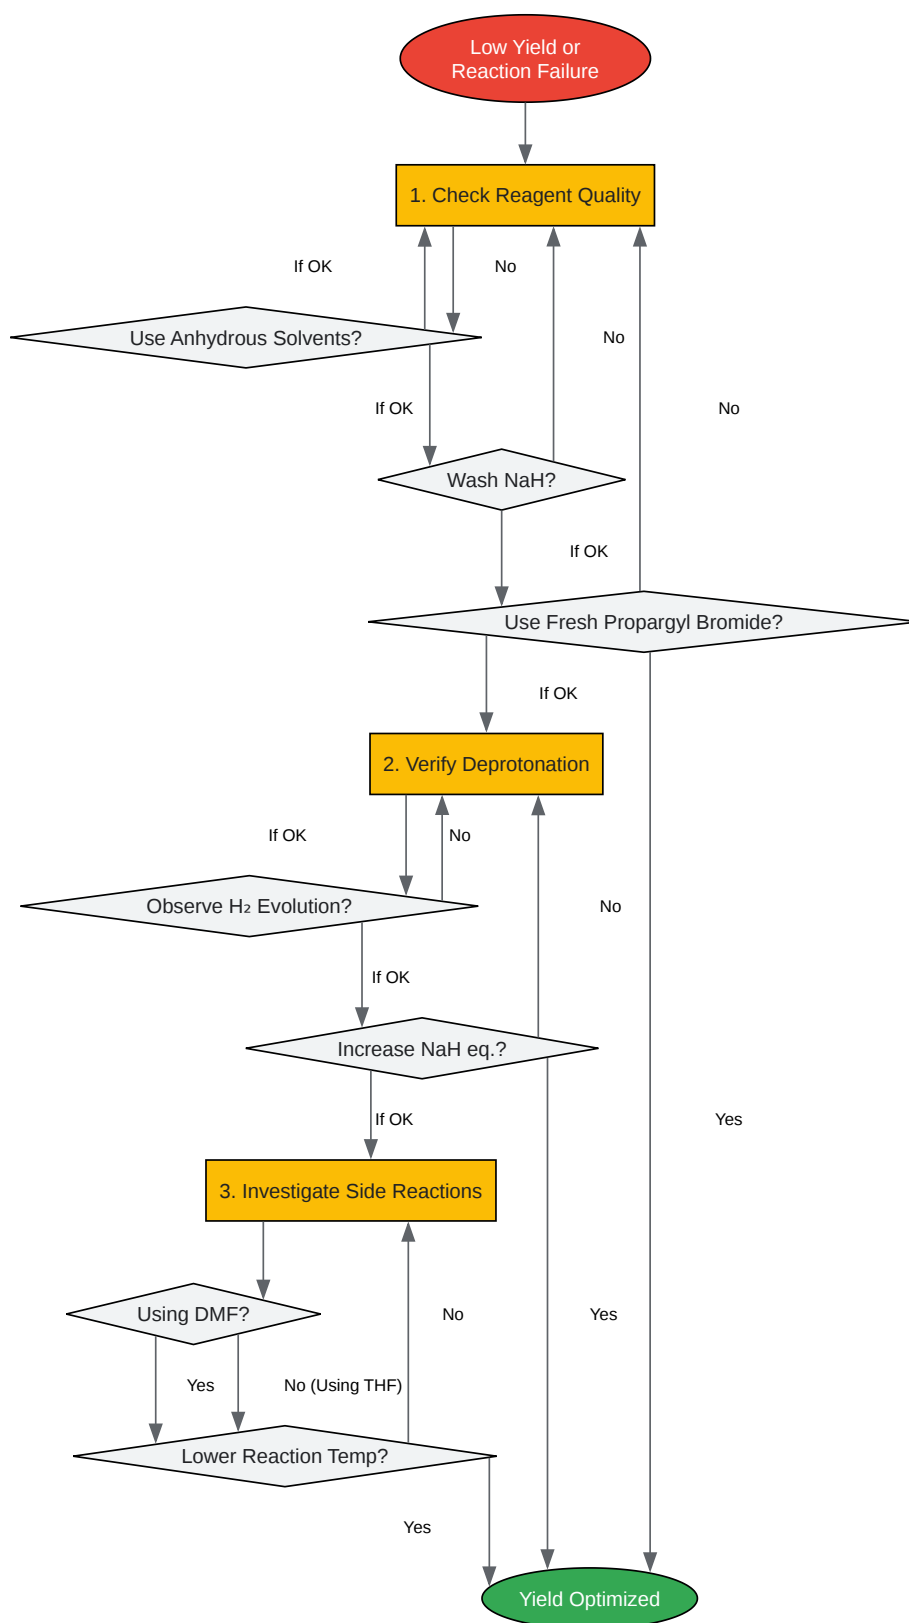 Low Yield or
Reaction Failure
1. Check Reagent Quality
If OK
No
Use Anhydrous Solvents?
No
If OK
No
Wash NaH?
If OK
Use Fresh Propargyl Bromide?
If OK
2. Verify Deprotonation
If OK
No
Observe H₂ Evolution?
No
If OK
Increase NaH eq.?
If OK
Yes
3. Investigate Side Reactions
Using DMF?
No
Yes
Yes
No (Using THF)
Lower Reaction Temp?
Yes
Yield Optimized